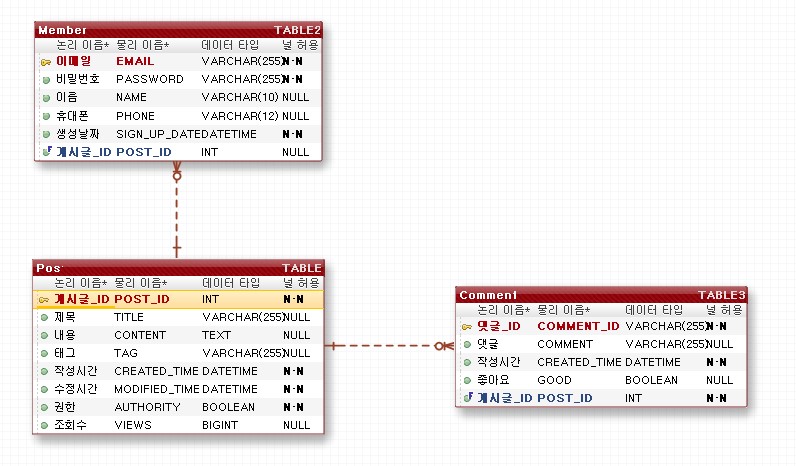 Member TABLE2
논리 이름* 물리 이름* 데이터 타입 널 허용
이메일 EMAIL VARCHAR(255) N-N
비밀번호 PASSWORD VARCHAR(255) N-N
이름 NAME VARCHAR(10) NULL
휴대폰 PHONE VARCHAR(12) NULL
생성날짜 SIGN_UP_DATE DATETIME N-N
게시글_ID POST_ID INT NULL
Post TABLE
논리 이름* 물리 이름* 데이터 타입 널 허용
게시글_ID POST_ID INT N-N
제목 TITLE VARCHAR(255) NULL
내용 CONTENT TEXT NULL
태그 TAG VARCHAR(255) NULL
작성시간 CREATED_TIME DATETIME N-N
수정시간 MODIFIED_TIME DATETIME N-N
권한 AUTHORITY BOOLEAN N-N
조회수 VIEWS BIGINT NULL
Comment TABLE3
논리 이름* 물리 이름* 데이터 타입 널 허용
댓글_ID COMMENT_ID VARCHAR(255) N-N
댓글 COMMENT VARCHAR(255) NULL
작성시간 CREATED_TIME DATETIME N-N
좋아요 GOOD BOOLEAN NULL
게시글_ID POST_ID INT N-N